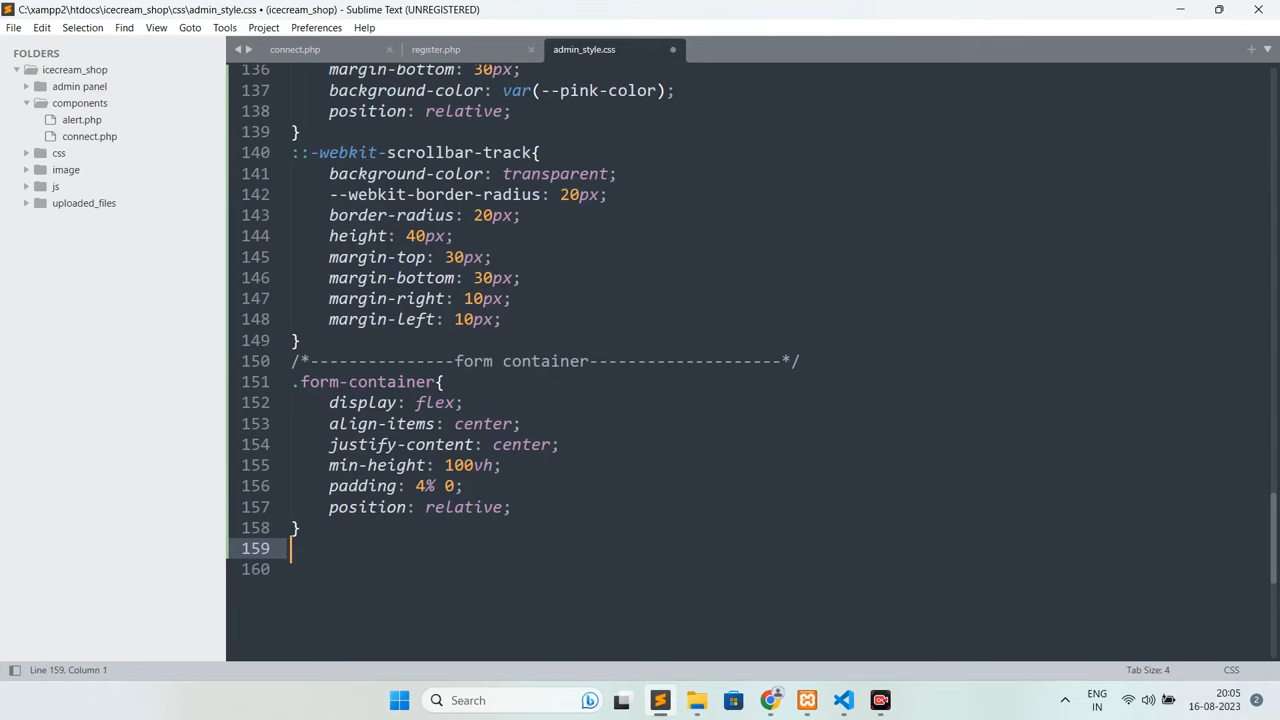 C:\xampp2\htdocs\icecream_shop\css\admin_style.css • (icecream_shop) - Sublime Text (UNREGISTERED)
File Edit Selection Find View Goto Tools Project Preferences Help
FOLDERS
icecream_shop
admin panel
components
alert.php
connect.php
css
image
js
uploaded_files
connect.php register.php admin_style.css
136 margin-bottom: 30px;
137 background-color: var(--pink-color);
138 position: relative;
139 }
140 ::-webkit-scrollbar-track{
141 background-color: transparent;
142 --webkit-border-radius: 20px;
143 border-radius: 20px;
144 height: 40px;
145 margin-top: 30px;
146 margin-bottom: 30px;
147 margin-right: 10px;
148 margin-left: 10px;
149 }
150 /*---------------form container--------------------*/
151 .form-container{
152 display: flex;
153 align-items: center;
154 justify-content: center;
155 min-height: 100vh;
156 padding: 4% 0;
157 position: relative;
158 }
159
160
Line 159, Column 1 Tab Size: 4 CSS
Search ENG IN 20:05 16-08-2023 2